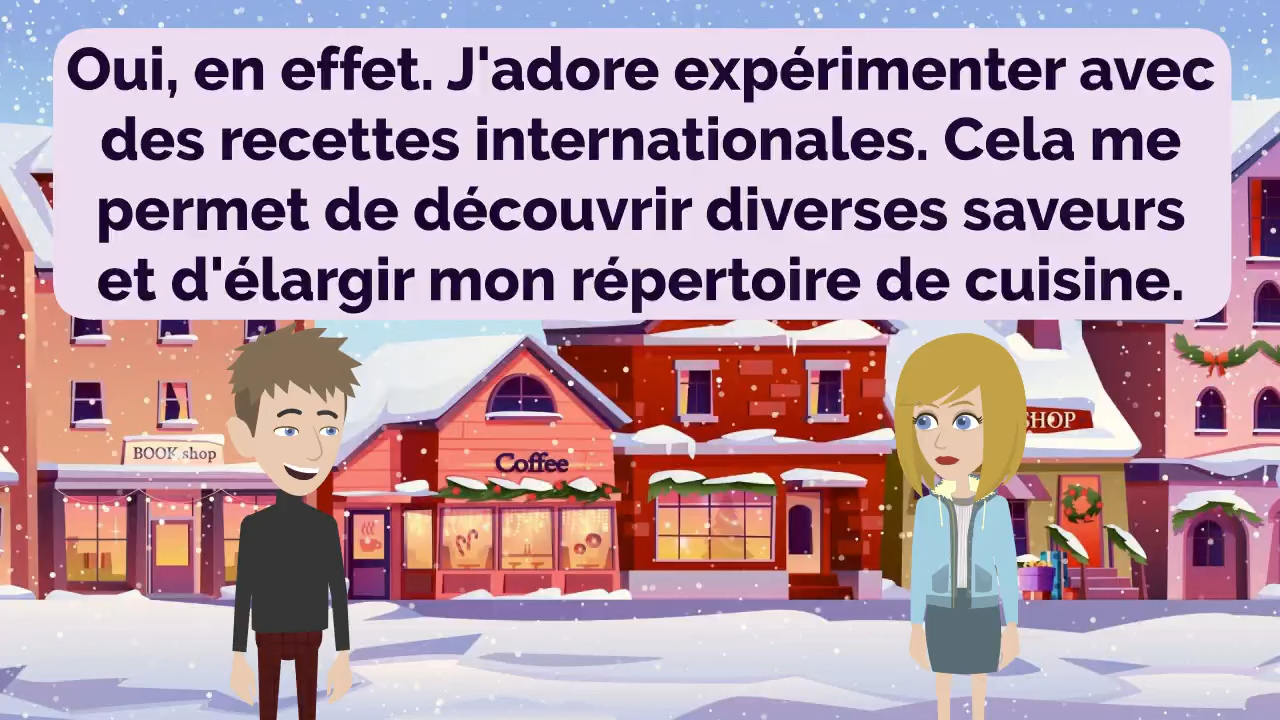 Oui, en effet. J'adore expérimenter avec
des recettes internationales. Cela me
permet de découvrir diverses saveurs
et d'élargir mon répertoire de cuisine.
SHOP
BOOK shop
Coffee